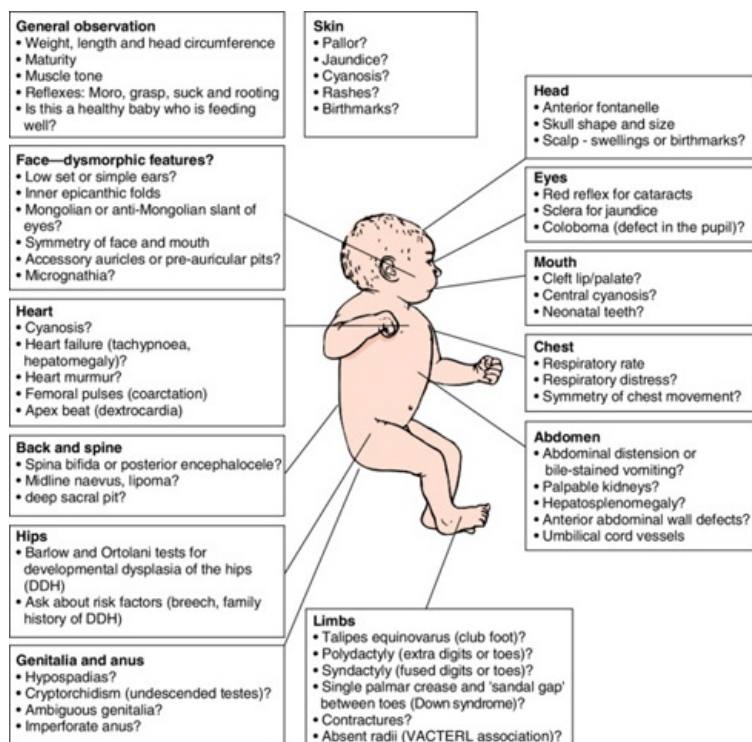 General observation
• Weight, length and head circumference
• Maturity
• Muscle tone
• Reflexes: Moro, grasp, suck and rooting
• Is this a healthy baby who is feeding
well?
Skin
• Pallor?
• Jaundice?
• Cyanosis?
• Rashes?
• Birthmarks?
Head
• Anterior fontanelle
• Skull shape and size
• Scalp - swellings or birthmarks?
Face—dysmorphic features?
• Low set or simple ears?
• Inner epicanthic folds
• Mongolian or anti-Mongolian slant of
eyes?
• Symmetry of face and mouth
• Accessory auricles or pre-auricular pits?
• Micrognathia?
Eyes
• Red reflex for cataracts
• Sclera for jaundice
• Coloboma (defect in the pupil)?
Mouth
• Cleft lip/palate?
• Central cyanosis?
• Neonatal teeth?
Heart
• Cyanosis?
• Heart failure (tachypnoea,
hepatomegaly)?
• Heart murmur?
• Femoral pulses (coarctation)
• Apex beat (dextrocardia)
Chest
• Respiratory rate
• Respiratory distress?
• Symmetry of chest movement?
Back and spine
• Spina bifida or posterior encephalocele?
• Midline naevus, lipoma?
• deep sacral pit?
Abdomen
• Abdominal distension or
bile-stained vomiting?
• Palpable kidneys?
• Hepatosplenomegaly?
• Anterior abdominal wall defects?
• Umbilical cord vessels
Hips
• Barlow and Ortolani tests for
developmental dysplasia of the hips
(DDH)
• Ask about risk factors (breech, family
history of DDH)
Genitalia and anus
• Hypospadias?
• Cryptorchidism (undescended testes)?
• Ambiguous genitalia?
• Imperforate anus?
Limbs
• Talipes equinovarus (club foot)?
• Polydactyly (extra digits or toes)?
• Syndactyly (fused digits or toes)?
• Single palmar crease and 'sandal gap'
between toes (Down syndrome)?
• Contractures?
• Absent radii (VACTERL association)?